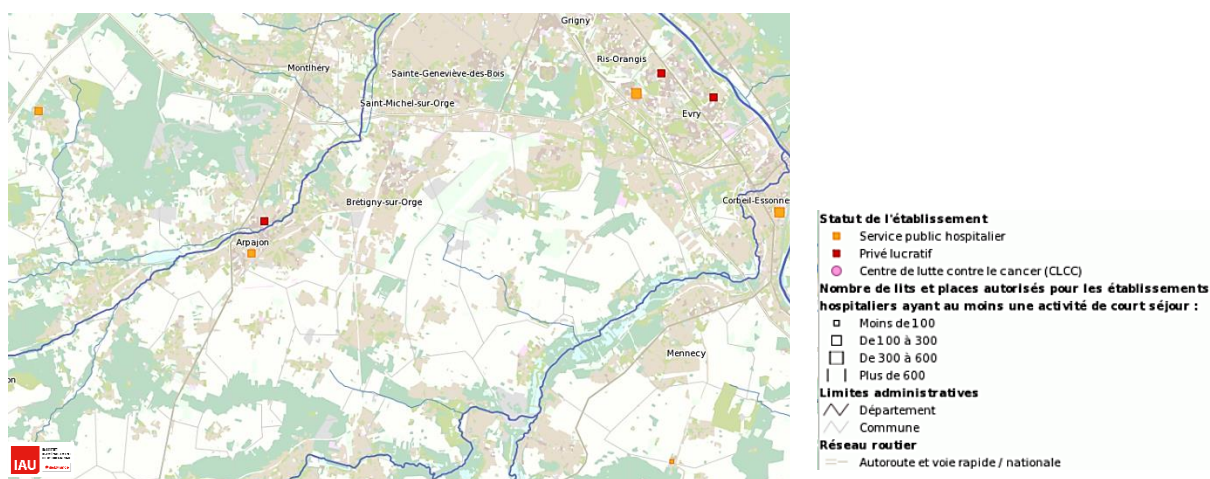 Grigny
Ris-Orangis
Montlhéry
Sainte-Geneviève-des-Bois
Saint-Michel-sur-Orge
Evry
Bretigny-sur-Orge
Corbeil-Essonne
Arpajon
Mennecy
on
IAU
Statut de l'établissement
Service public hospitalier
Privé lucratif
Centre de lutte contre le cancer (CLCC)
Nombre de lits et places autorisés pour les établissements
hospitaliers ayant au moins une activité de court séjour :
Moins de 100
De 100 à 300
De 300 à 600
Plus de 600
Limites administratives
Département
Commune
Réseau routier
Autoroute et voie rapide / nationale